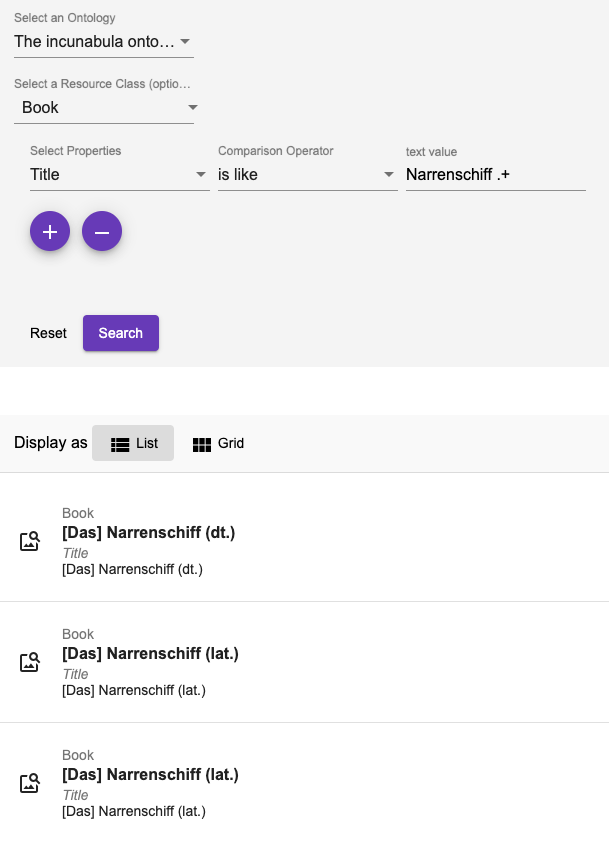 Select an Ontology
The incunabula onto…
Select a Resource Class (optio…
Book
Select Properties Comparison Operator text value
Title is like Narrenschiff .+
Reset Search
Display as List Grid
Book
[Das] Narrenschiff (dt.)
Title
[Das] Narrenschiff (dt.)
Book
[Das] Narrenschiff (lat.)
Title
[Das] Narrenschiff (lat.)
Book
[Das] Narrenschiff (lat.)
Title
[Das] Narrenschiff (lat.)